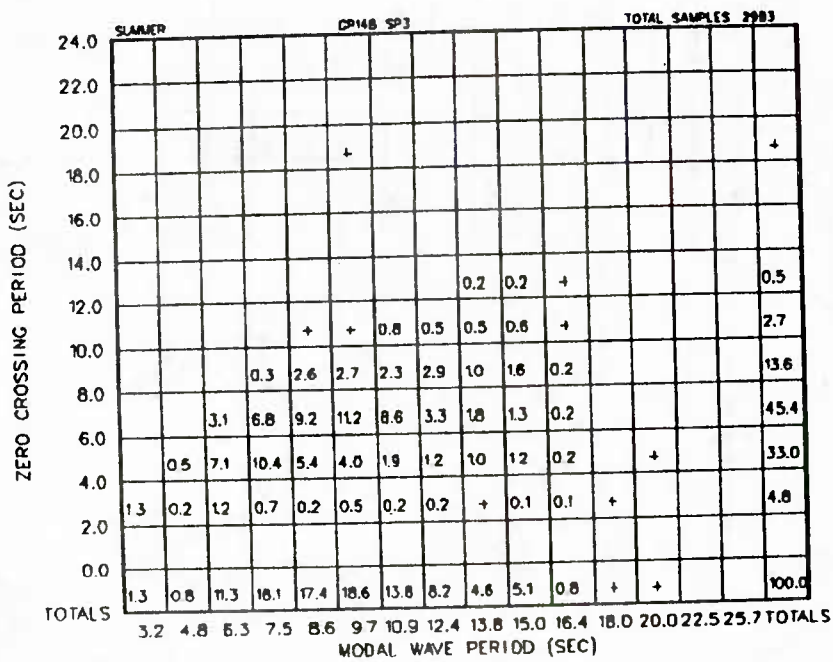 SUMMER GP146 SP3 TOTAL SAMPLES 2983
24.0
22.0
20.0
+ +
18.0
16.0
14.0
0.2 0.2 + 0.5
12.0
+ + 0.8 0.5 0.5 0.6 + 2.7
10.0
0.3 2.6 2.7 2.3 2.9 1.0 1.6 0.2 13.6
8.0
3.1 6.8 9.2 11.2 8.6 3.3 1.8 1.3 0.2 45.4
6.0
0.5 7.1 10.4 5.4 4.0 1.9 1.2 1.0 1.2 0.2 + 33.0
4.0
1.3 0.2 1.2 0.7 0.2 0.5 0.2 0.2 + 0.1 0.1 + 4.8
2.0
0.0
1.3 0.8 11.3 18.1 17.4 18.6 13.8 8.2 4.6 5.1 0.8 + + 100.0
TOTALS
3.2 4.8 6.3 7.5 8.6 9.7 10.9 12.4 13.8 15.0 16.4 18.0 20.0 22.5 25.7 TOTALS
MODAL WAVE PERIOD (SEC)
ZERO CROSSING PERIOD (SEC)